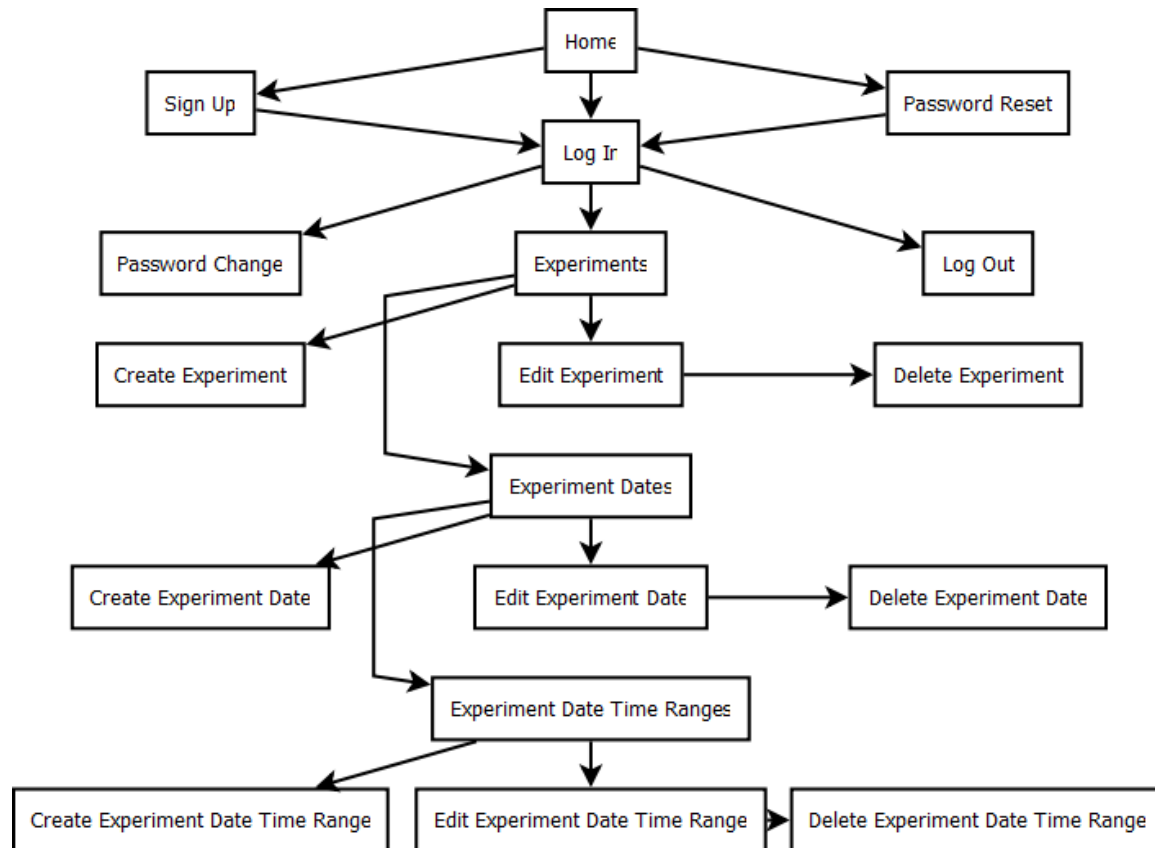 Home
Sign Up
Password Reset
Log In
Password Change
Experiments
Log Out
Create Experiment
Edit Experiment
Delete Experiment
Experiment Dates
Create Experiment Date
Edit Experiment Date
Delete Experiment Date
Experiment Date Time Ranges
Create Experiment Date Time Range
Edit Experiment Date Time Range
Delete Experiment Date Time Range